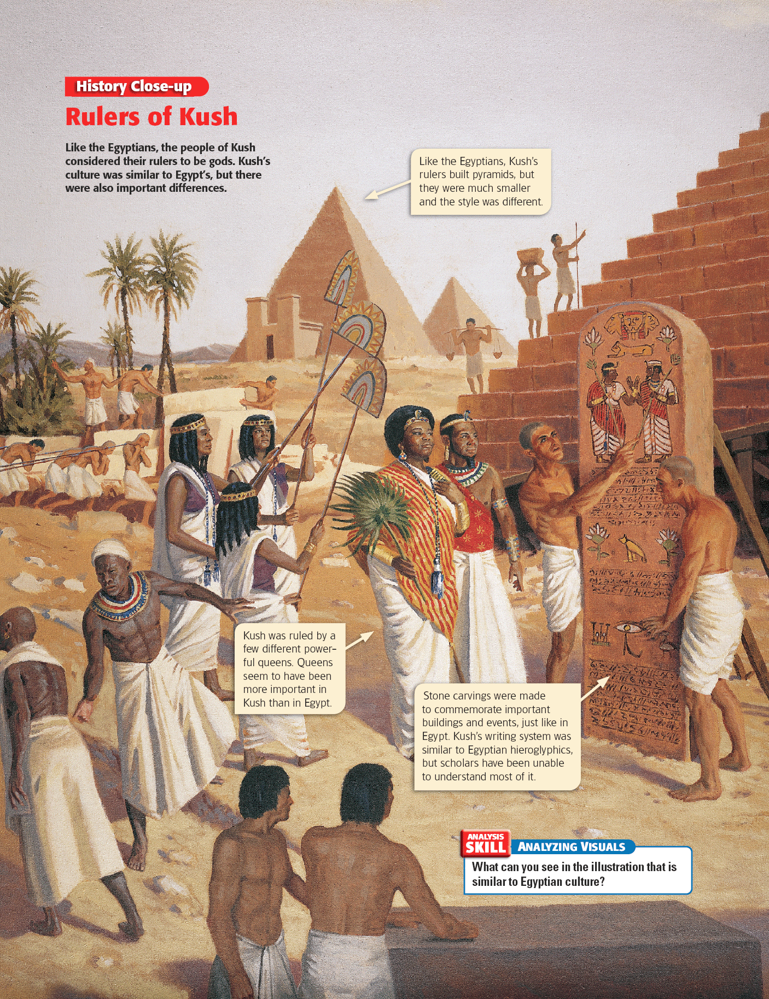 History Close-up
Rulers of Kush
Like the Egyptians, the people of Kush
considered their rulers to be gods. Kush's
culture was similar to Egypt's, but there
were also important differences.
Like the Egyptians, Kush's
rulers built pyramids, but
they were much smaller
and the style was different.
Kush was ruled by a
few different power-
ful queens. Queens
seem to have been
more important in
Kush than in Egypt.
Stone carvings were made
to commemorate important
buildings and events, just like in
Egypt. Kush's writing system was
similar to Egyptian hieroglyphics,
but scholars have been unable
to understand most of it.
ANALYSIS
SKILL
ANALYZING VISUALS
What can you see in the illustration that is
similar to Egyptian culture?